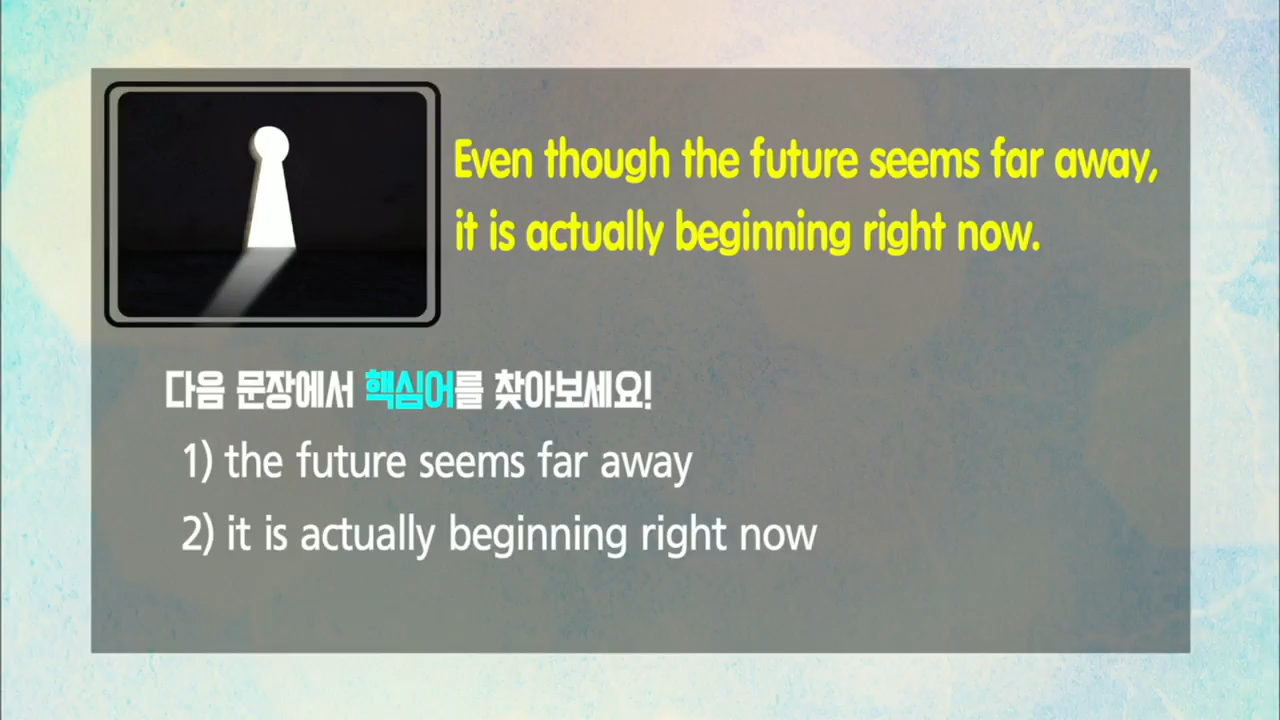 Even though the future seems far away,
it is actually beginning right now.
다음 문장에서 핵심어를 찾아보세요!
1) the future seems far away
2) it is actually beginning right now